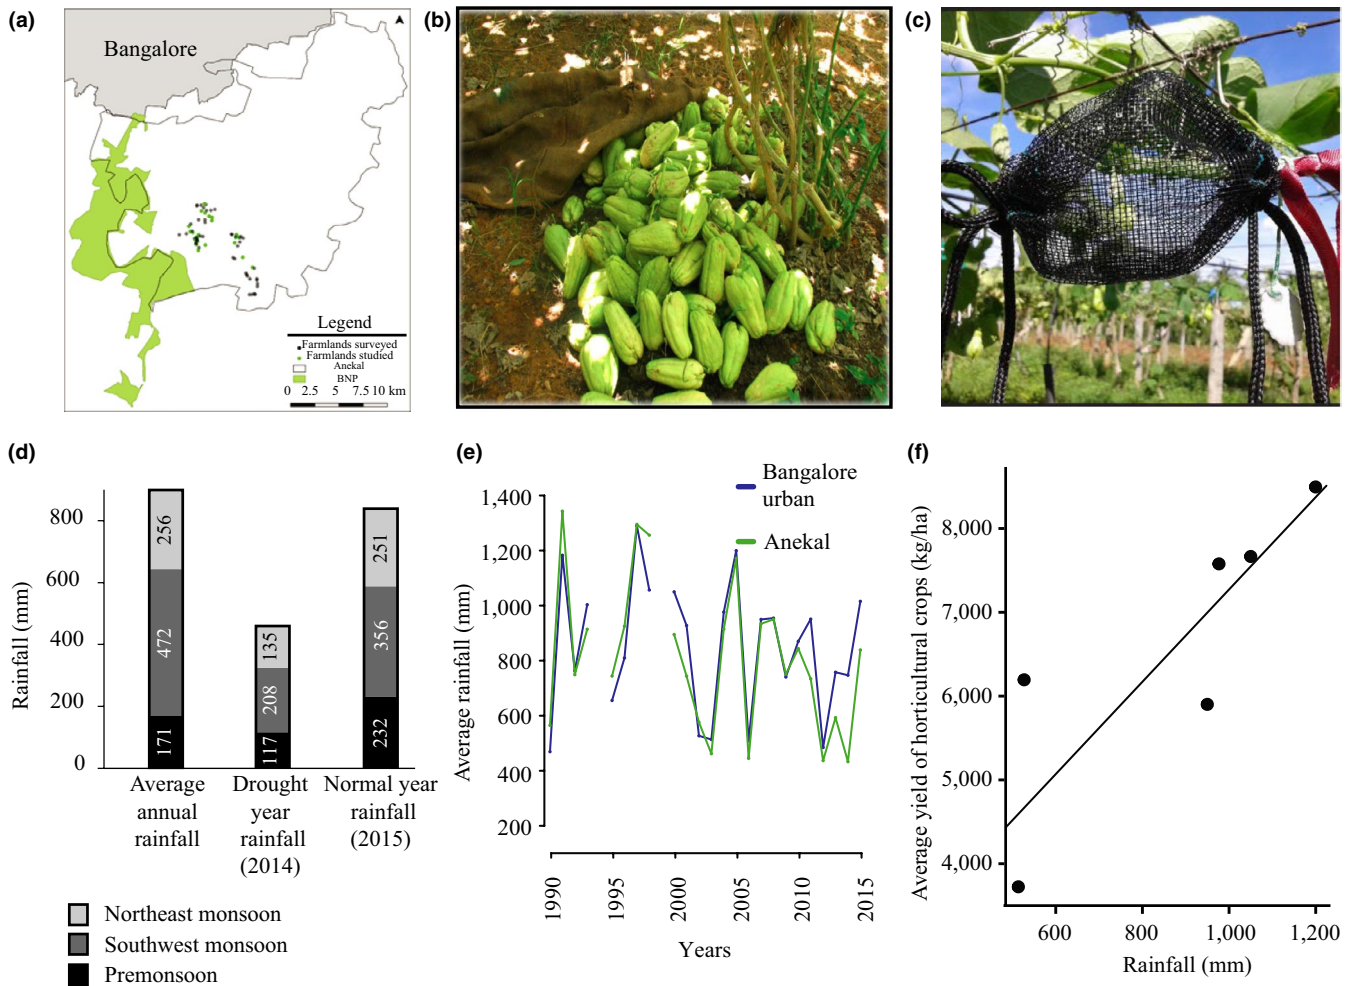 (a)
Bangalore
Legend
Farmlands surveyed
Farmlands studied
Anekal
BNP
0 2.5 5 7.5 10 km
(b)
(c)
(d)
Rainfall (mm)
800
600
400
200
0
256
472
171
135
208
117
251
356
232
Average
annual
rainfall
Drought
year
rainfall
(2014)
Normal year
rainfall
(2015)
Northeast monsoon
Southwest monsoon
Premonsoon
(e)
Bangalore
urban
Anekal
Average rainfall (mm)
1,400
1,200
1,000
800
600
400
200
1990
1995
2000
2005
2010
2015
Years
(f)
Average yield of horticultural crops (kg/ha)
8,000
7,000
6,000
5,000
4,000
600
800
1,000
1,200
Rainfall (mm)